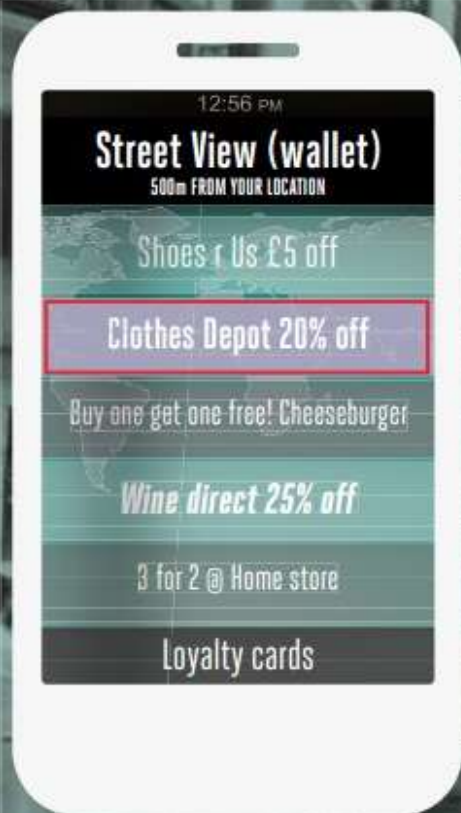 12:56 PM
Street View (wallet)
500m FROM YOUR LOCATION
Shoes r Us £5 off
Clothes Depot 20% off
Buy one get one free! Cheeseburger
Wine direct 25% off
3 for 2 @ Home store
Loyalty cards